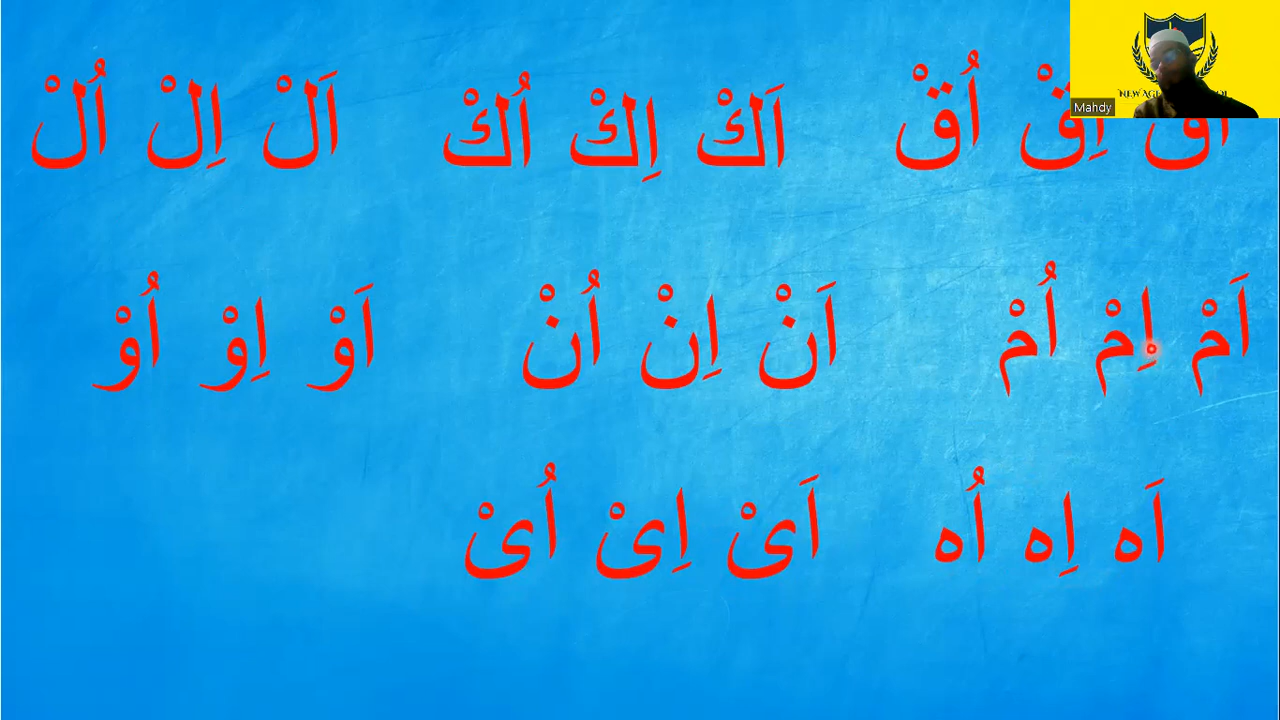 اَقْ اِقْ اُقْ اَكْ اِكْ اُكْ اَلْ اِلْ اُلْ
اَمْ اِمْ اُمْ اَنْ اِنْ اُنْ اَوْ اِوْ اُوْ
اَه اِه اُه اَىْ اِىْ اُىْ
Mahdy